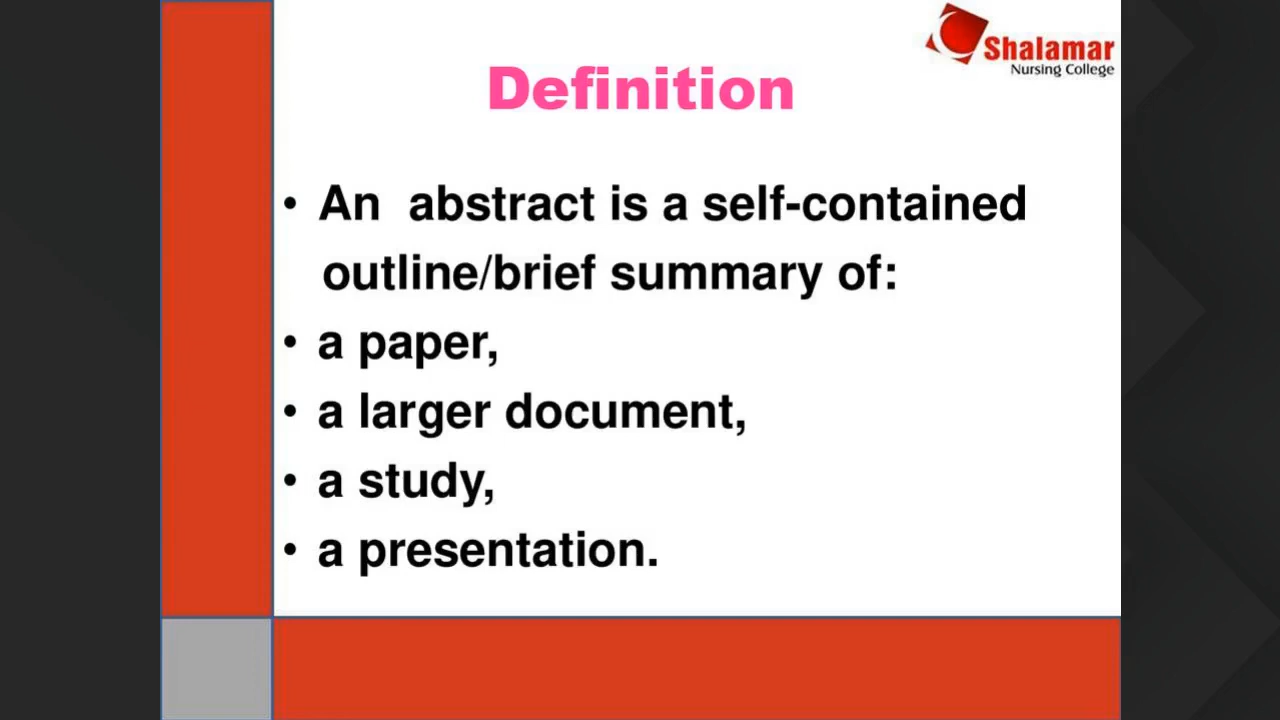 Shalamar
Nursing College
Definition
• An  abstract is a self-contained
outline/brief summary of:
• a paper,
• a larger document,
• a study,
• a presentation.